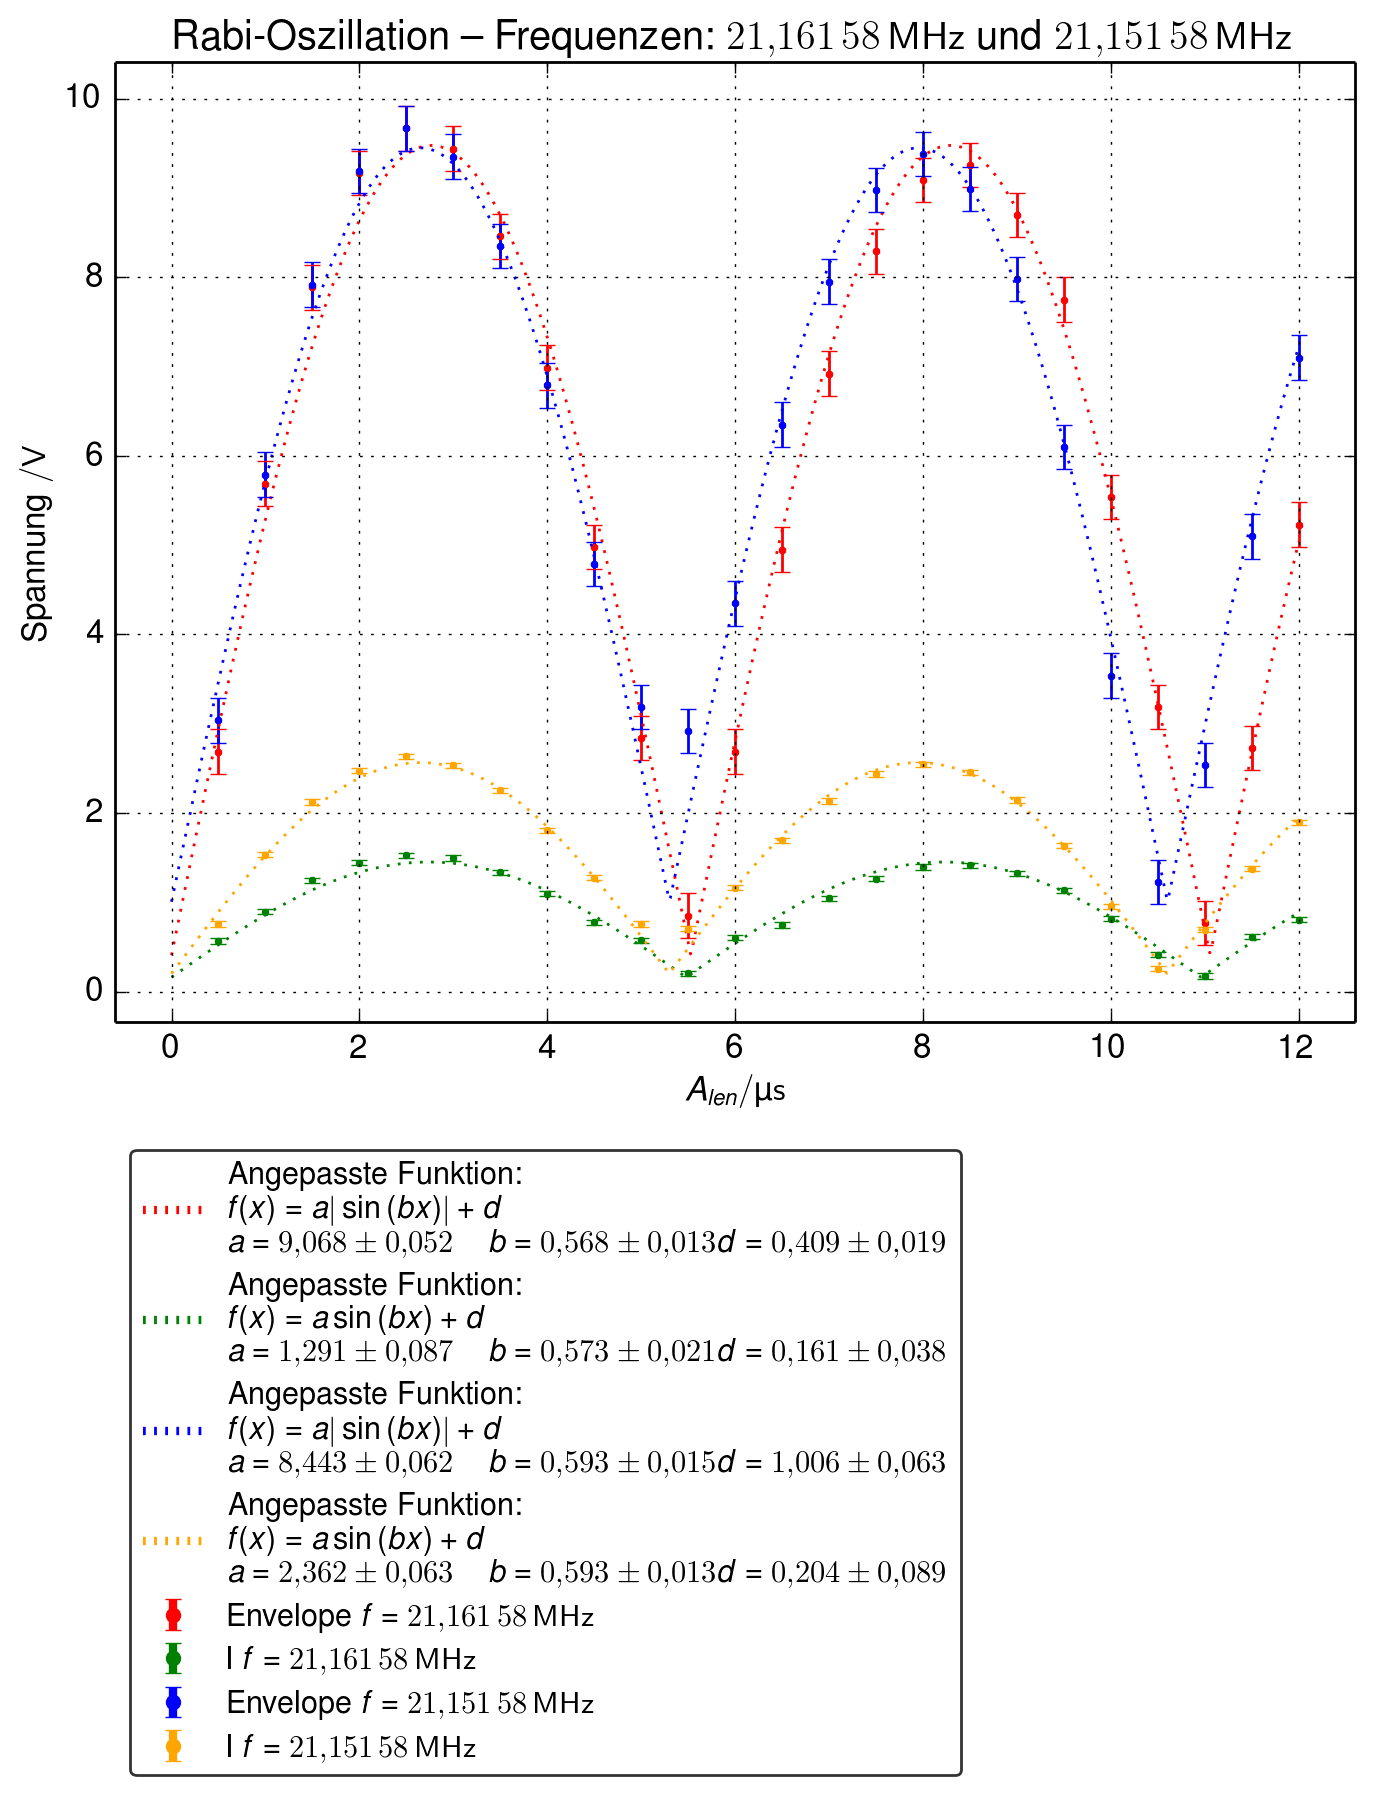 Rabi-Oszillation – Frequenzen: 21,161 58 MHz und 21,151 58 MHz
10
8
6
4
2
0
Spannung /V
0 2 4 6 8 10 12
A_len/µs
Angepasste Funktion:
f(x) = a| sin (bx)| + d
a = 9,068 ± 0,052 b = 0,568 ± 0,013d = 0,409 ± 0,019
Angepasste Funktion:
f(x) = a sin (bx) + d
a = 1,291 ± 0,087 b = 0,573 ± 0,021d = 0,161 ± 0,038
Angepasste Funktion:
f(x) = a| sin (bx)| + d
a = 8,443 ± 0,062 b = 0,593 ± 0,015d = 1,006 ± 0,063
Angepasste Funktion:
f(x) = a sin (bx) + d
a = 2,362 ± 0,063 b = 0,593 ± 0,013d = 0,204 ± 0,089
Envelope f = 21,161 58 MHz
I f = 21,161 58 MHz
Envelope f = 21,151 58 MHz
I f = 21,151 58 MHz